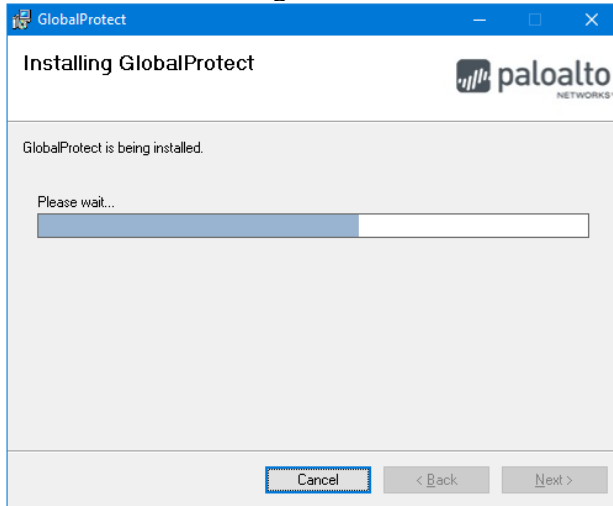 GlobalProtect
Installing GlobalProtect
paloalto
NETWORKS
GlobalProtect is being installed.
Please wait...
Cancel
< Back
Next >